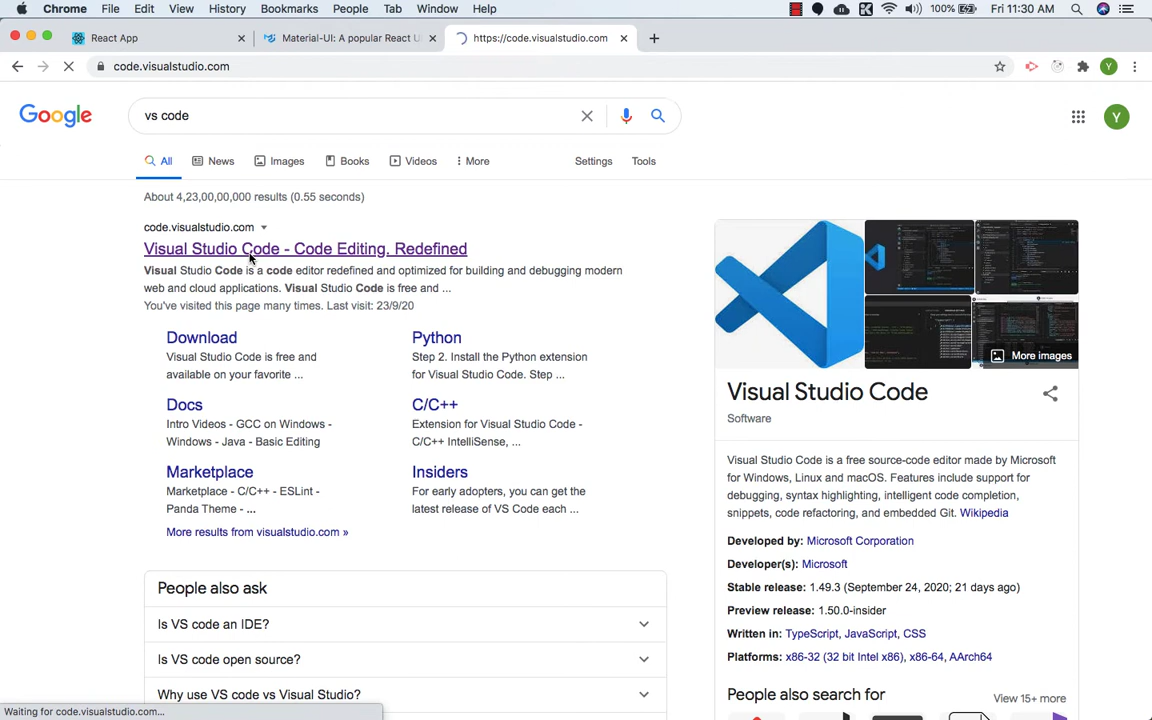 Chrome File Edit View History Bookmarks People Tab Window Help 100% Fri 11:30 AM
React App Material-UI: A popular React U https://code.visualstudio.com
code.visualstudio.com Y
Google vs code Y
All News Images Books Videos More Settings Tools
About 4,23,00,00,000 results (0.55 seconds)
code.visualstudio.com
Visual Studio Code - Code Editing. Redefined
Visual Studio Code is a code editor redefined and optimized for building and debugging modern
web and cloud applications. Visual Studio Code is free and ...
You've visited this page many times. Last visit: 23/9/20
Download
Visual Studio Code is free and
available on your favorite ...
Python
Step 2. Install the Python extension
for Visual Studio Code. Step ...
Docs
Intro Videos - GCC on Windows -
Windows - Java - Basic Editing
C/C++
Extension for Visual Studio Code -
C/C++ IntelliSense, ...
Marketplace
Marketplace - C/C++ - ESLint -
Panda Theme - ...
Insiders
For early adopters, you can get the
latest release of VS Code each ...
More results from visualstudio.com »
People also ask
Is VS code an IDE?
Is VS code open source?
Why use VS code vs Visual Studio?
More images
Visual Studio Code
Software
Visual Studio Code is a free source-code editor made by Microsoft
for Windows, Linux and macOS. Features include support for
debugging, syntax highlighting, intelligent code completion,
snippets, code refactoring, and embedded Git. Wikipedia
Developed by: Microsoft Corporation
Developer(s): Microsoft
Stable release: 1.49.3 (September 24, 2020; 21 days ago)
Preview release: 1.50.0-insider
Written in: TypeScript, JavaScript, CSS
Platforms: x86-32 (32 bit Intel x86), x86-64, AArch64
People also search for View 15+ more
Waiting for code.visualstudio.com...